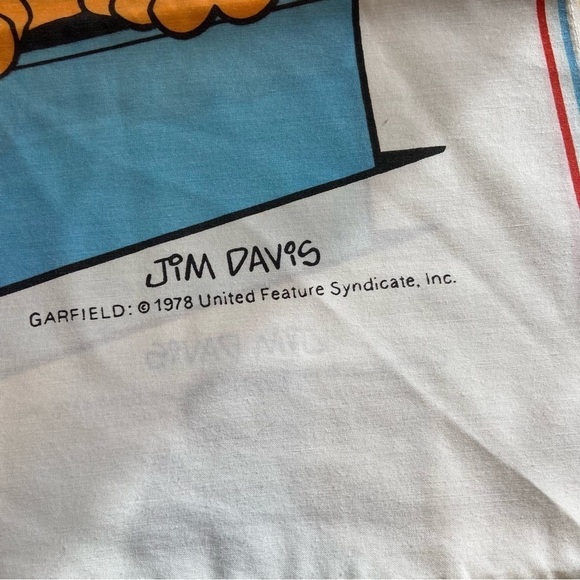 JiM DAViS
GARFIELD: © 1978 United Feature Syndicate, Inc.